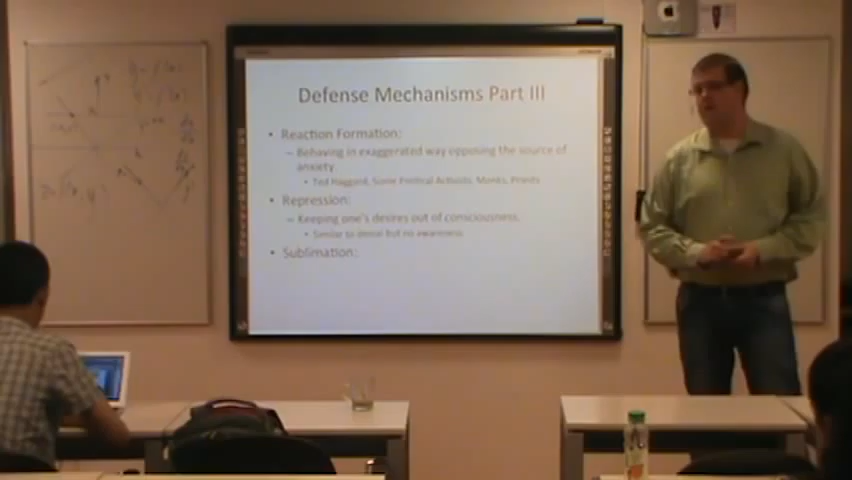 Defense Mechanisms Part III
• Reaction Formation:
– Behaving in exaggerated way opposing the source of
anxiety
• Ted Haggard, Some Political Activists, Monks, Priests
• Repression:
– Keeping one's desires out of consciousness.
• Similar to denial but no awareness
• Sublimation: